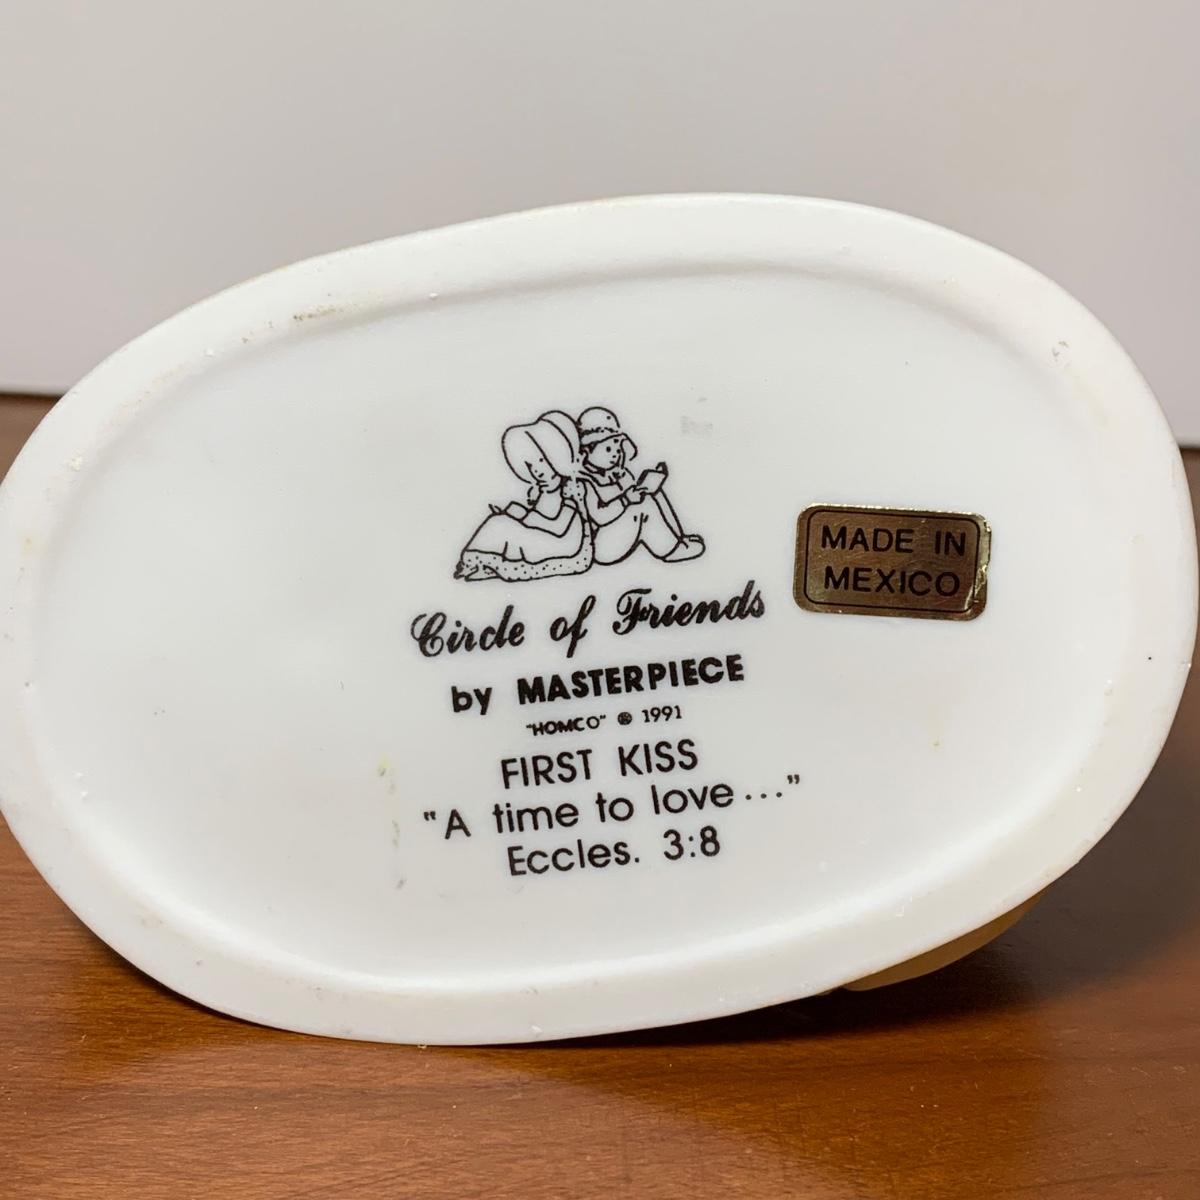 Circle of Friends
by MASTERPIECE
"HOMCO" ® 1991
FIRST KISS
"A time to love..."
Eccles. 3:8
MADE IN
MEXICO